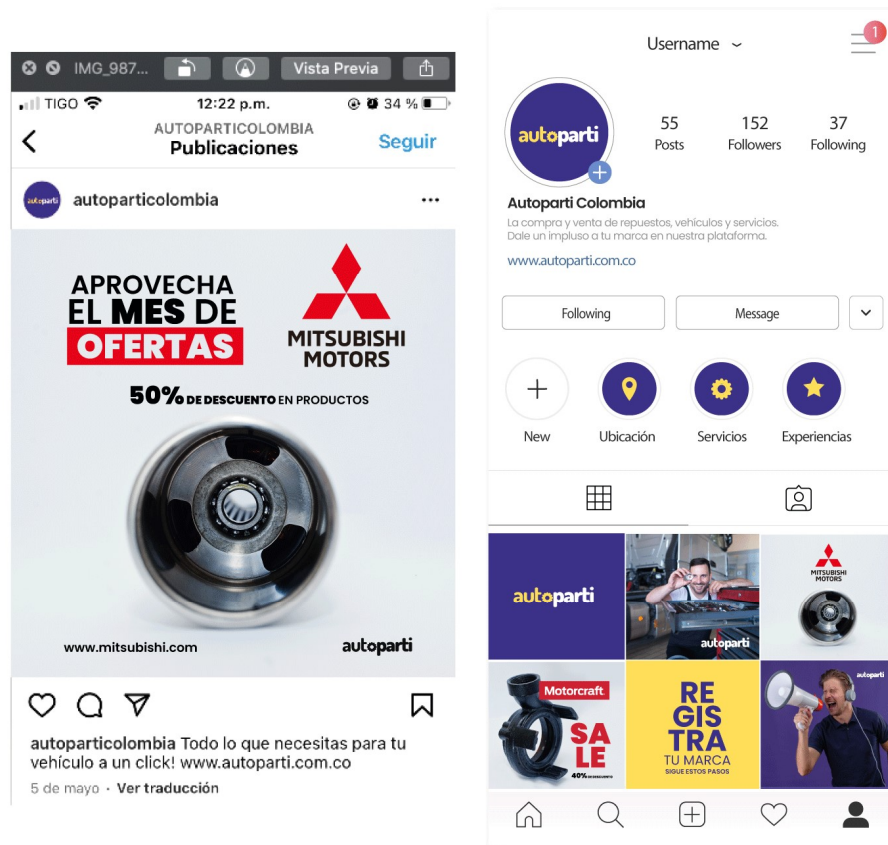 IMG_987...
Vista Previa
TIGO
12:22 p.m.
34 %
AUTOPARTICOLOMBIA
Publicaciones
Seguir
autoparti
autoparticolombia
APROVECHA
EL MES DE
OFERTAS
MITSUBISHI
MOTORS
50% DE DESCUENTO EN PRODUCTOS
www.mitsubishi.com
autoparti
autoparticolombia Todo lo que necesitas para tu
vehículo a un click! www.autoparti.com.co
5 de mayo · Ver traducción
Username
1
autoparti
55
Posts
152
Followers
37
Following
Autoparti Colombia
La compra y venta de repuestos, vehículos y servicios.
Dale un impluso a tu marca en nuestra plataforma.
www.autoparti.com.co
Following
Message
New
Ubicación
Servicios
Experiencias
autoparti
autoparti
MITSUBISHI
MOTORS
Motorcraft
SA
LE
40% DE DESCUENTO
RE
GIS
TRA
TU MARCA
SIGUE ESTOS PASOS
autoparti